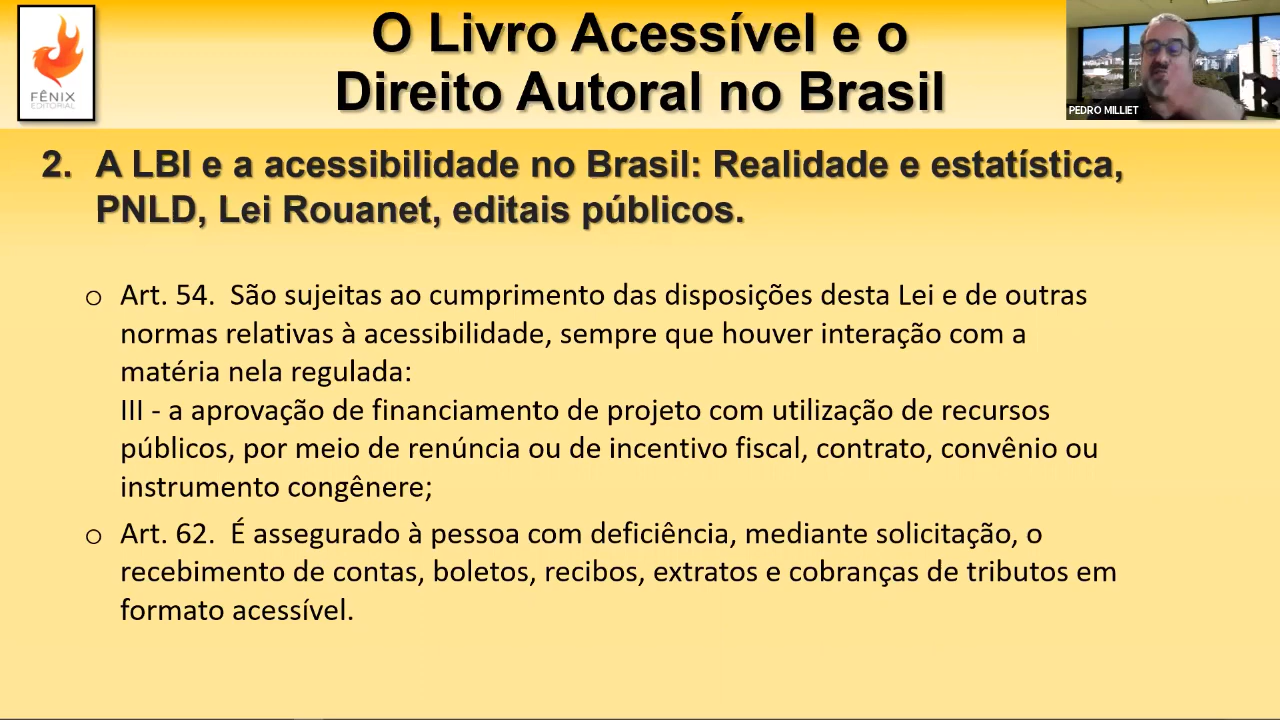 O Livro Acessível e o
Direito Autoral no Brasil
FÊNIX
EDITORIAL
PEDRO MILLIET
2. A LBI e a acessibilidade no Brasil: Realidade e estatística,
PNLD, Lei Rouanet, editais públicos.
o Art. 54. São sujeitas ao cumprimento das disposições desta Lei e de outras
normas relativas à acessibilidade, sempre que houver interação com a
matéria nela regulada:
III - a aprovação de financiamento de projeto com utilização de recursos
públicos, por meio de renúncia ou de incentivo fiscal, contrato, convênio ou
instrumento congênere;
o Art. 62. É assegurado à pessoa com deficiência, mediante solicitação, o
recebimento de contas, boletos, recibos, extratos e cobranças de tributos em
formato acessível.